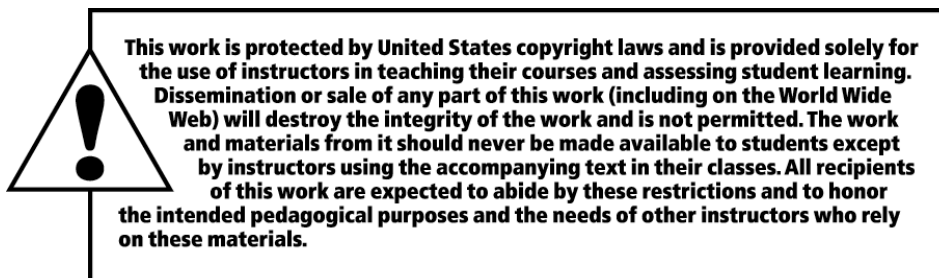 This work is protected by United States copyright laws and is provided solely for
the use of instructors in teaching their courses and assessing student learning.
Dissemination or sale of any part of this work (including on the World Wide
Web) will destroy the integrity of the work and is not permitted. The work
and materials from it should never be made available to students except
by instructors using the accompanying text in their classes. All recipients
of this work are expected to abide by these restrictions and to honor
the intended pedagogical purposes and the needs of other instructors who rely
on these materials.